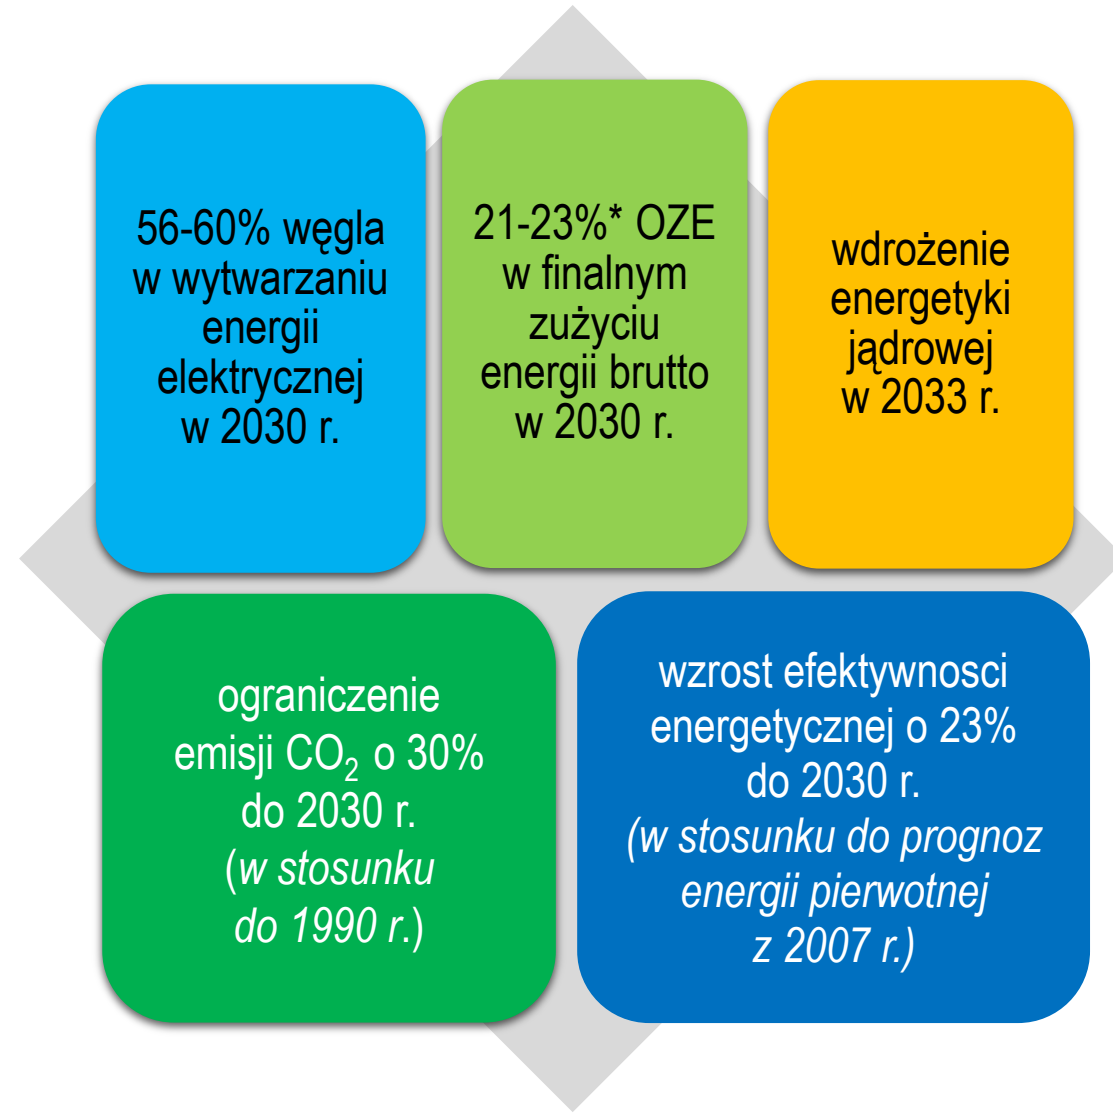 56-60% węgla
w wytwarzaniu
energii
elektrycznej
w 2030 r.
21-23%* OZE
w finalnym
zużyciu
energii brutto
w 2030 r.
wdrożenie
energetyki
jądrowej
w 2033 r.
ograniczenie
emisji CO₂ o 30%
do 2030 r.
(w stosunku
do 1990 r.)
wzrost efektywnosci
energetycznej o 23%
do 2030 r.
(w stosunku do prognoz
energii pierwotnej
z 2007 r.)